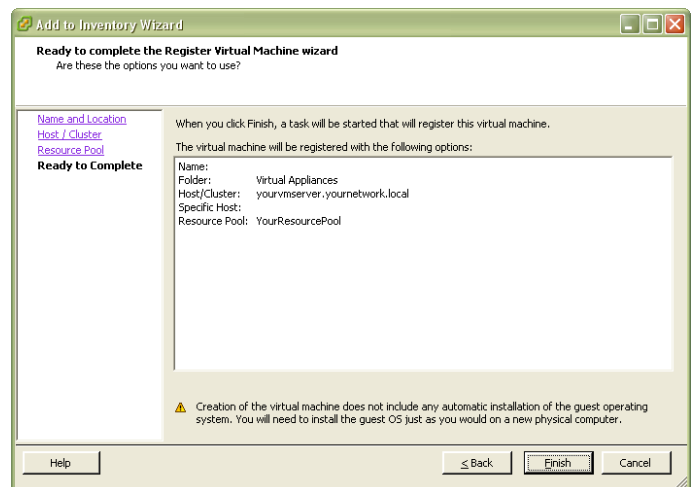 Add to Inventory Wizard
Ready to complete the Register Virtual Machine wizard
Are these the options you want to use?
Name and Location
Host / Cluster
Resource Pool
Ready to Complete
When you click Finish, a task will be started that will register this virtual machine.
The virtual machine will be registered with the following options:
Name:
Folder: Virtual Appliances
Host/Cluster: yourvmserver.yournetwork.local
Specific Host:
Resource Pool: YourResourcePool
Creation of the virtual machine does not include any automatic installation of the guest operating
system. You will need to install the guest OS just as you would on a new physical computer.
Help
≤ Back
Finish
Cancel